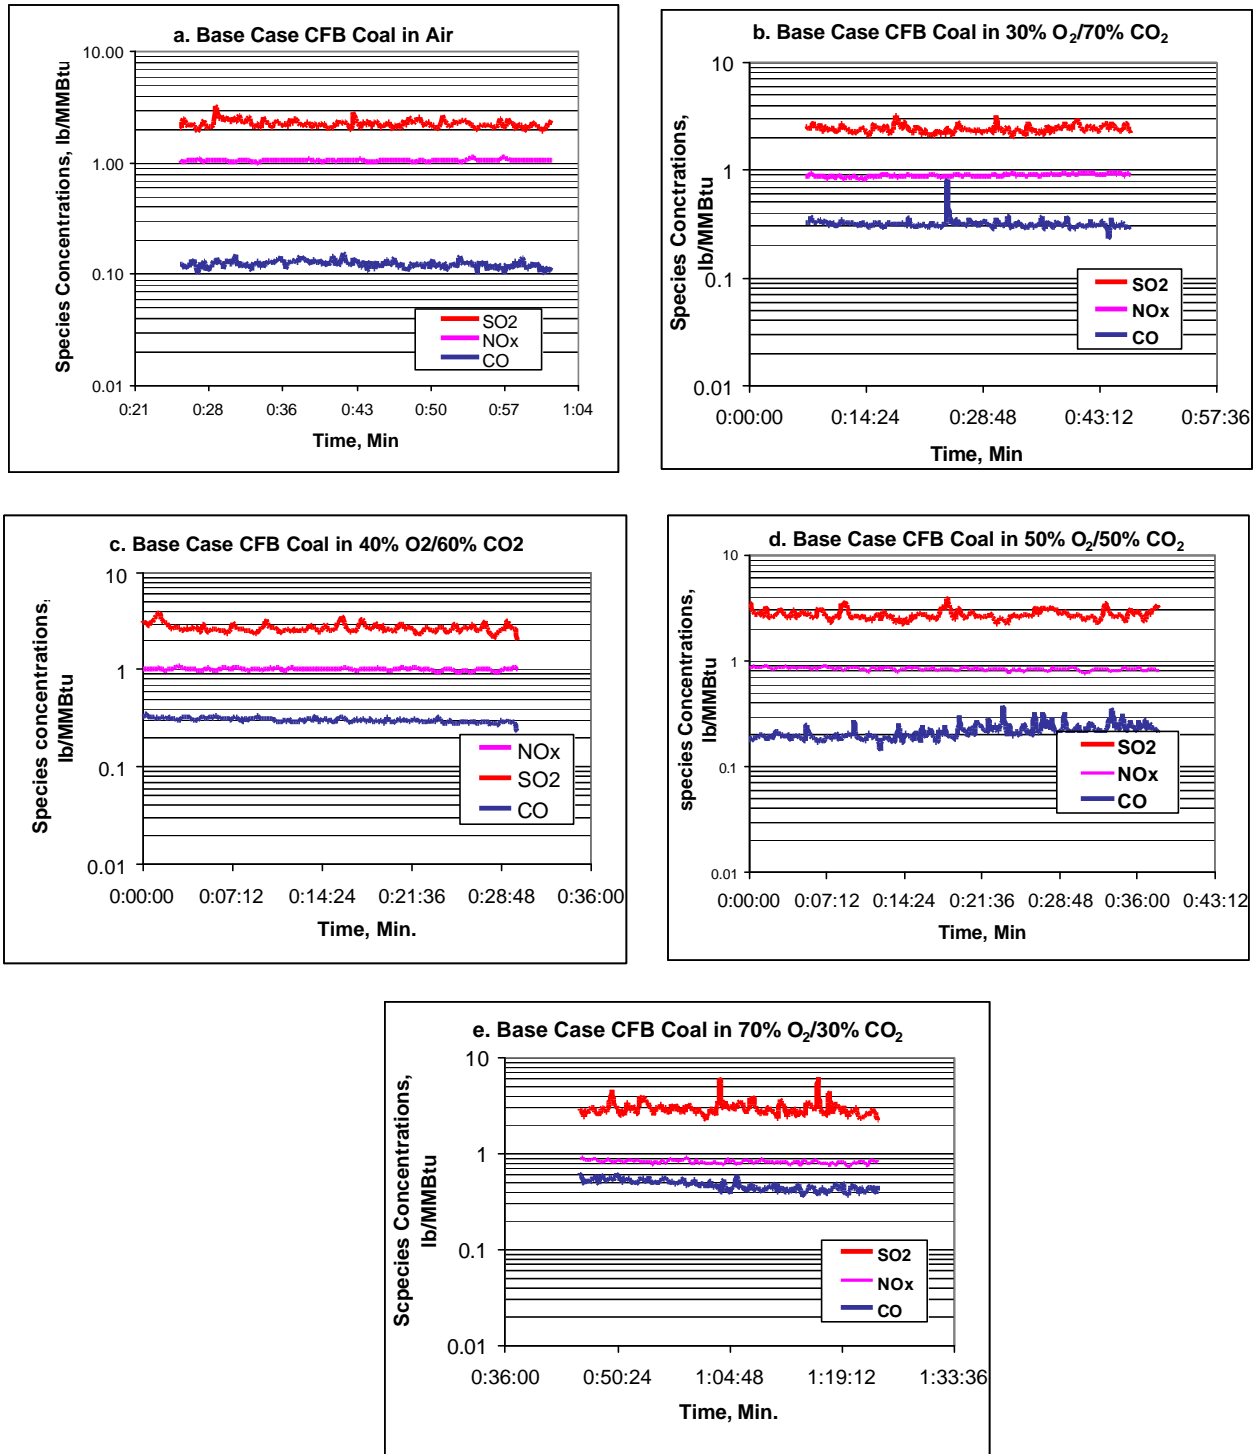 a. Base Case CFB Coal in Air
Species Concentrations, lb/MMBtu
10.00
1.00
0.10
0.01
SO2
NOx
CO
0:21 0:28 0:36 0:43 0:50 0:57 1:04
Time, Min
b. Base Case CFB Coal in 30% O₂/70% CO₂
Species Conctrations,
lb/MMBtu
10
1
0.1
0.01
SO2
NOx
CO
0:00:00 0:14:24 0:28:48 0:43:12 0:57:36
Time, Min
c. Base Case CFB Coal in 40% O2/60% CO2
Species concentrations,
lb/MMBtu
10
1
0.1
0.01
NOx
SO2
CO
0:00:00 0:07:12 0:14:24 0:21:36 0:28:48 0:36:00
Time, Min.
d. Base Case CFB Coal in 50% O₂/50% CO₂
species Concentrations,
lb/MMBtu
10
1
0.1
0.01
SO2
NOx
CO
0:00:00 0:07:12 0:14:24 0:21:36 0:28:48 0:36:00 0:43:12
Time, Min
e. Base Case CFB Coal in 70% O₂/30% CO₂
Scpecies Concentrations,
lb/MMBtu
10
1
0.1
0.01
SO2
NOx
CO
0:36:00 0:50:24 1:04:48 1:19:12 1:33:36
Time, Min.